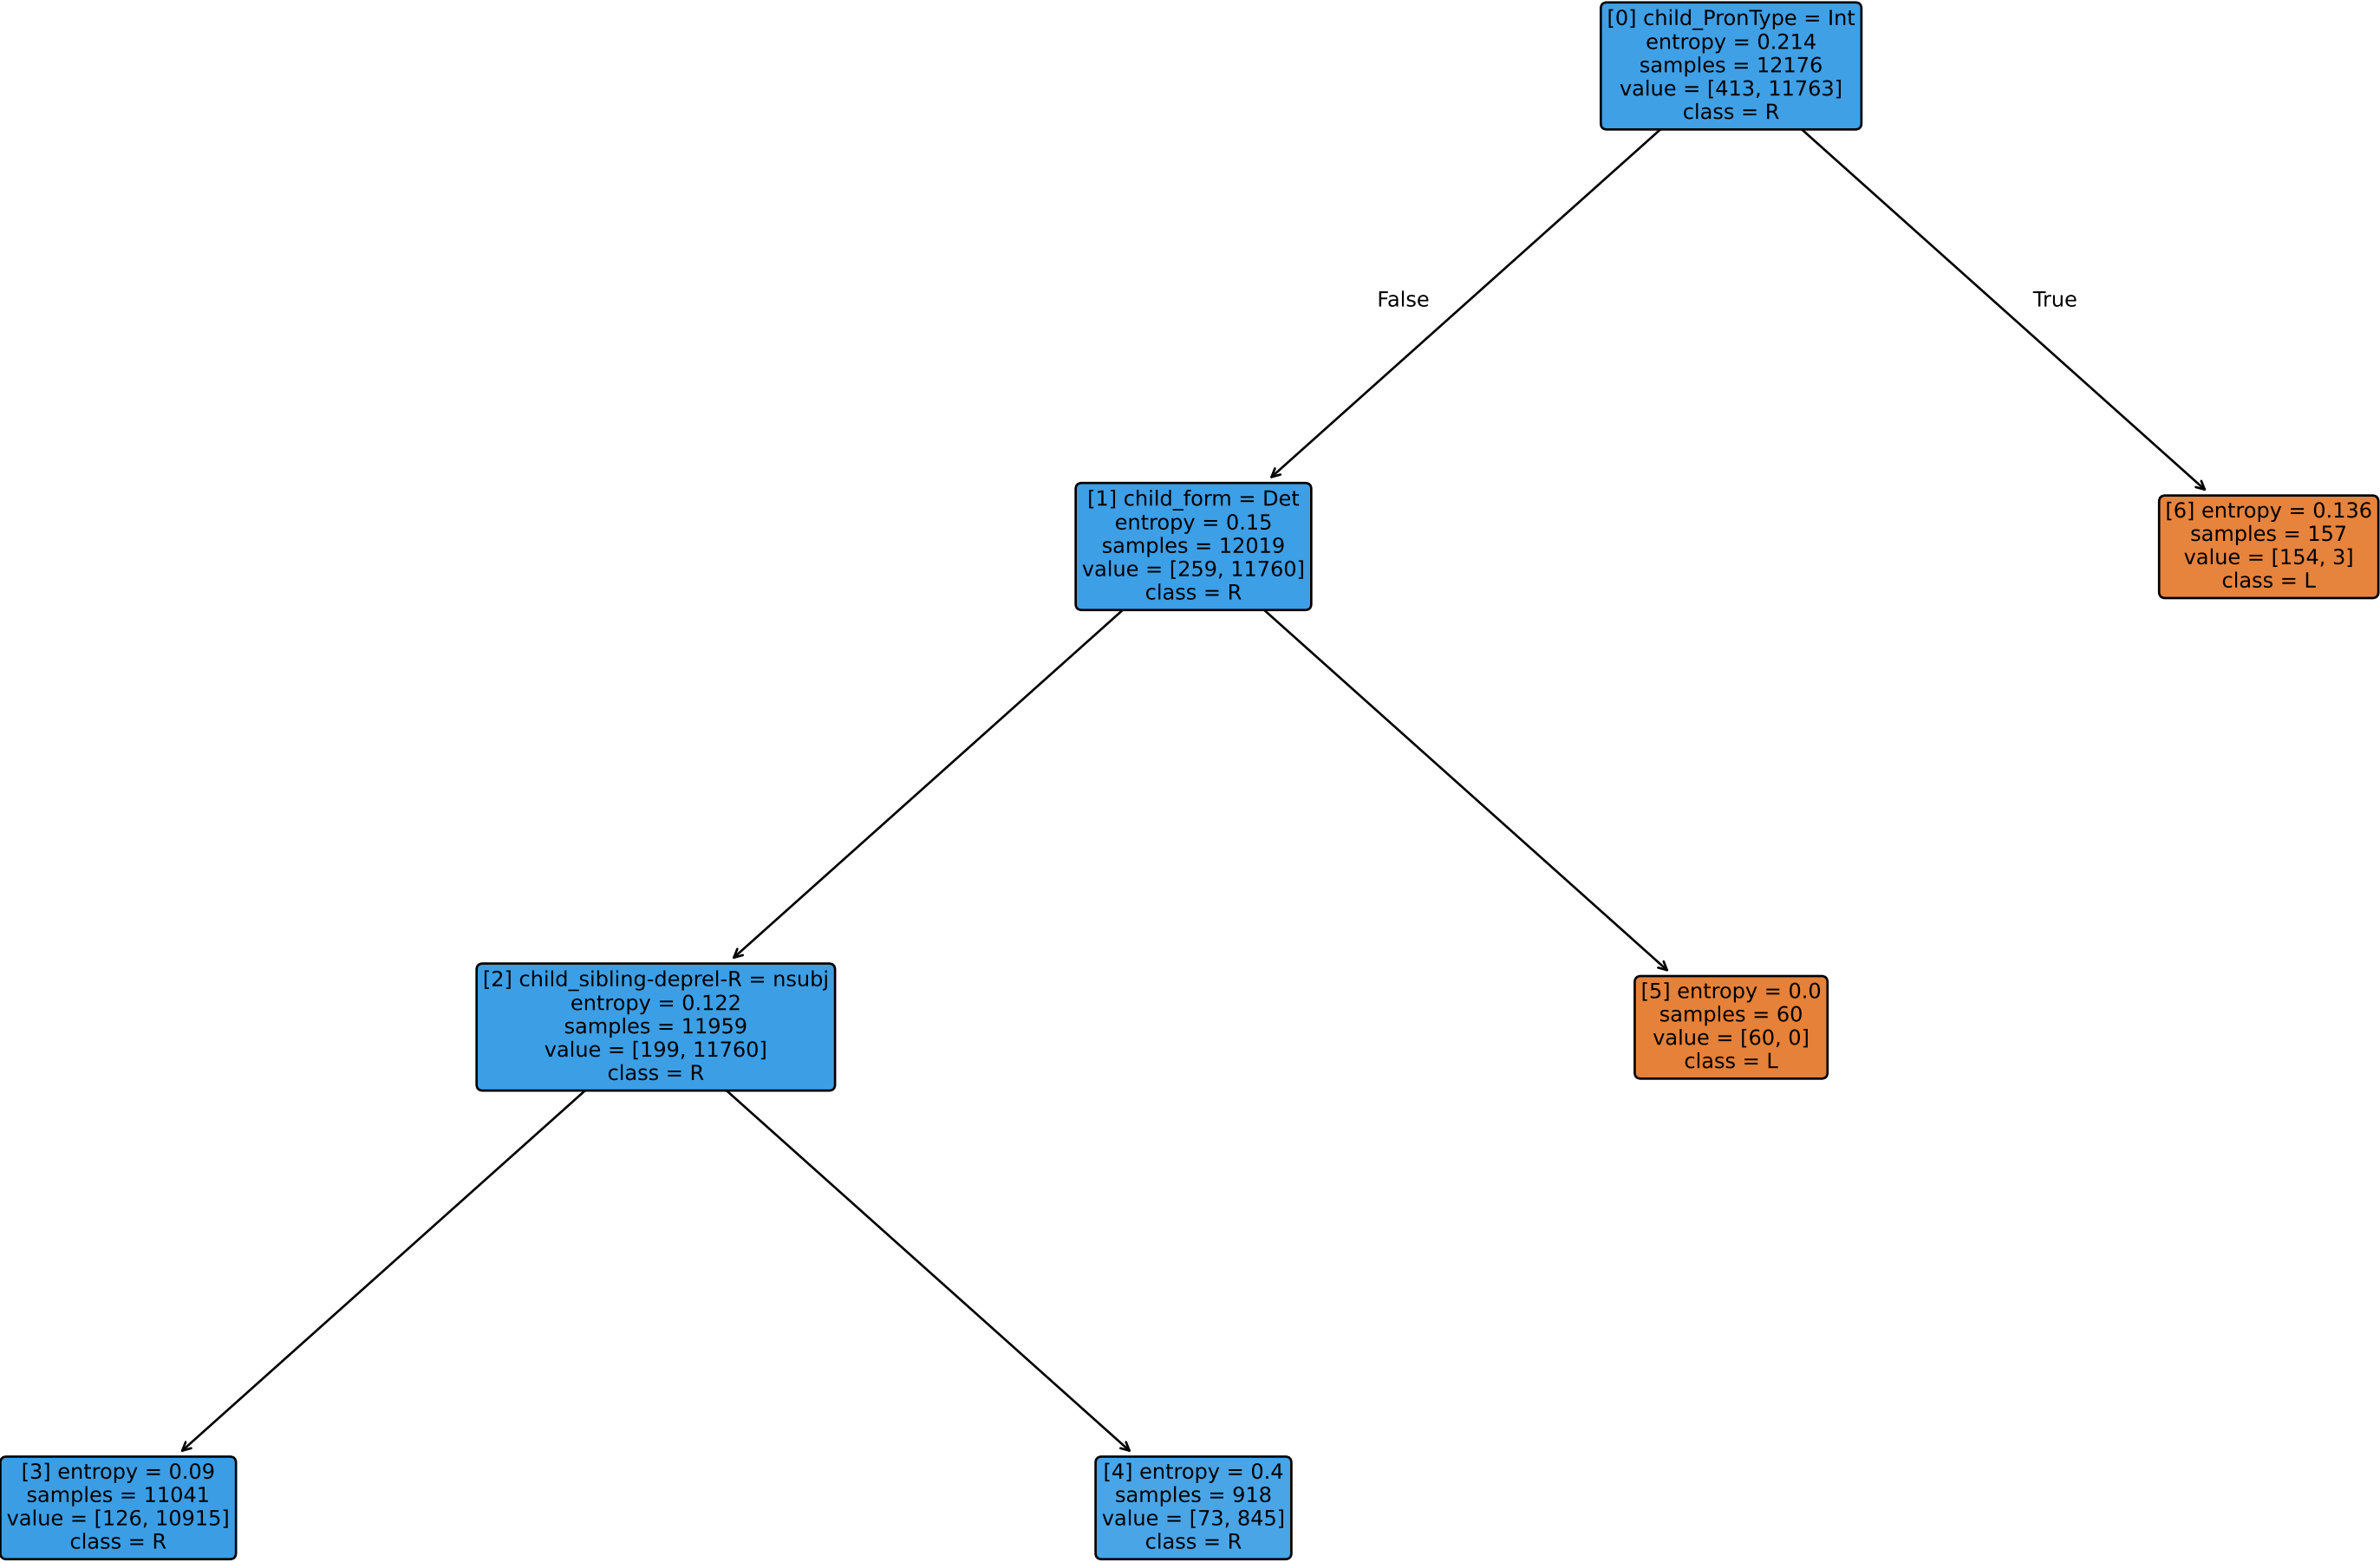 [0] child_PronType = Int
entropy = 0.214
samples = 12176
value = [413, 11763]
class = R
False
True
[1] child_form = Det
entropy = 0.15
samples = 12019
value = [259, 11760]
class = R
[6] entropy = 0.136
samples = 157
value = [154, 3]
class = L
[2] child_sibling-deprel-R = nsubj
entropy = 0.122
samples = 11959
value = [199, 11760]
class = R
[5] entropy = 0.0
samples = 60
value = [60, 0]
class = L
[3] entropy = 0.09
samples = 11041
value = [126, 10915]
class = R
[4] entropy = 0.4
samples = 918
value = [73, 845]
class = R